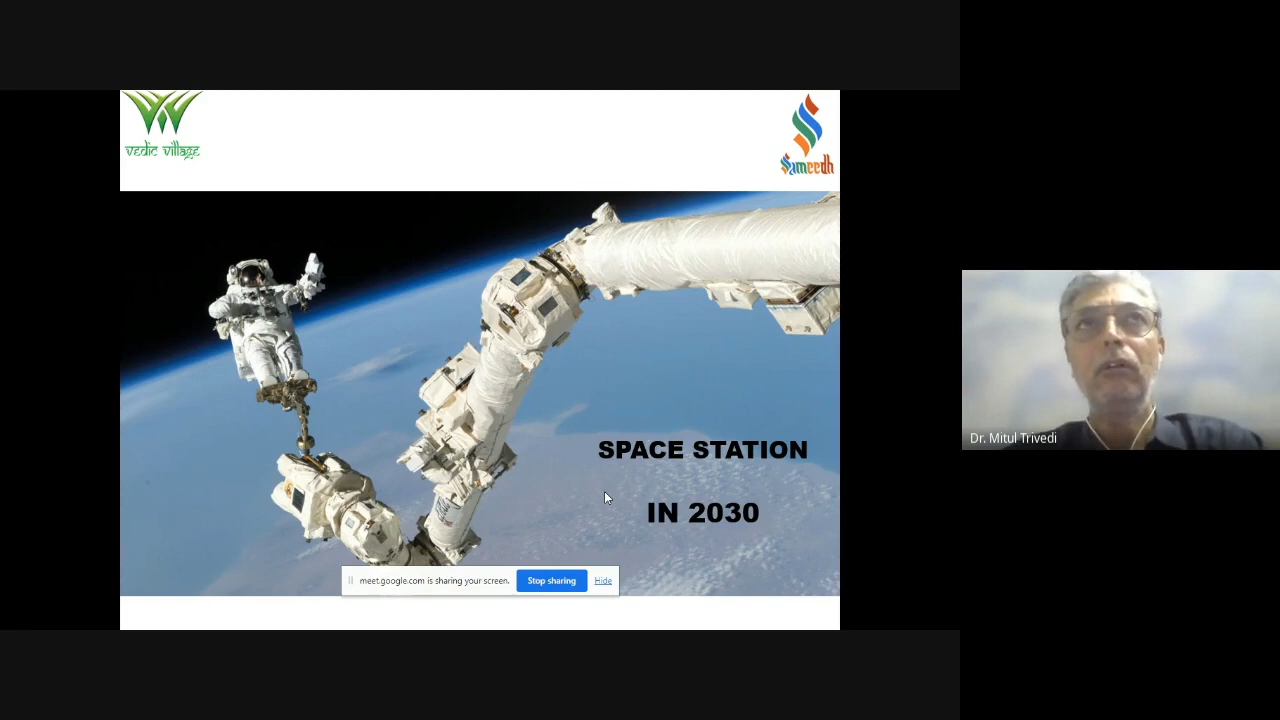 vedic village
Sameedh
SPACE STATION
IN 2030
meet.google.com is sharing your screen.
Stop sharing
Hide
Dr. Mitul Trivedi